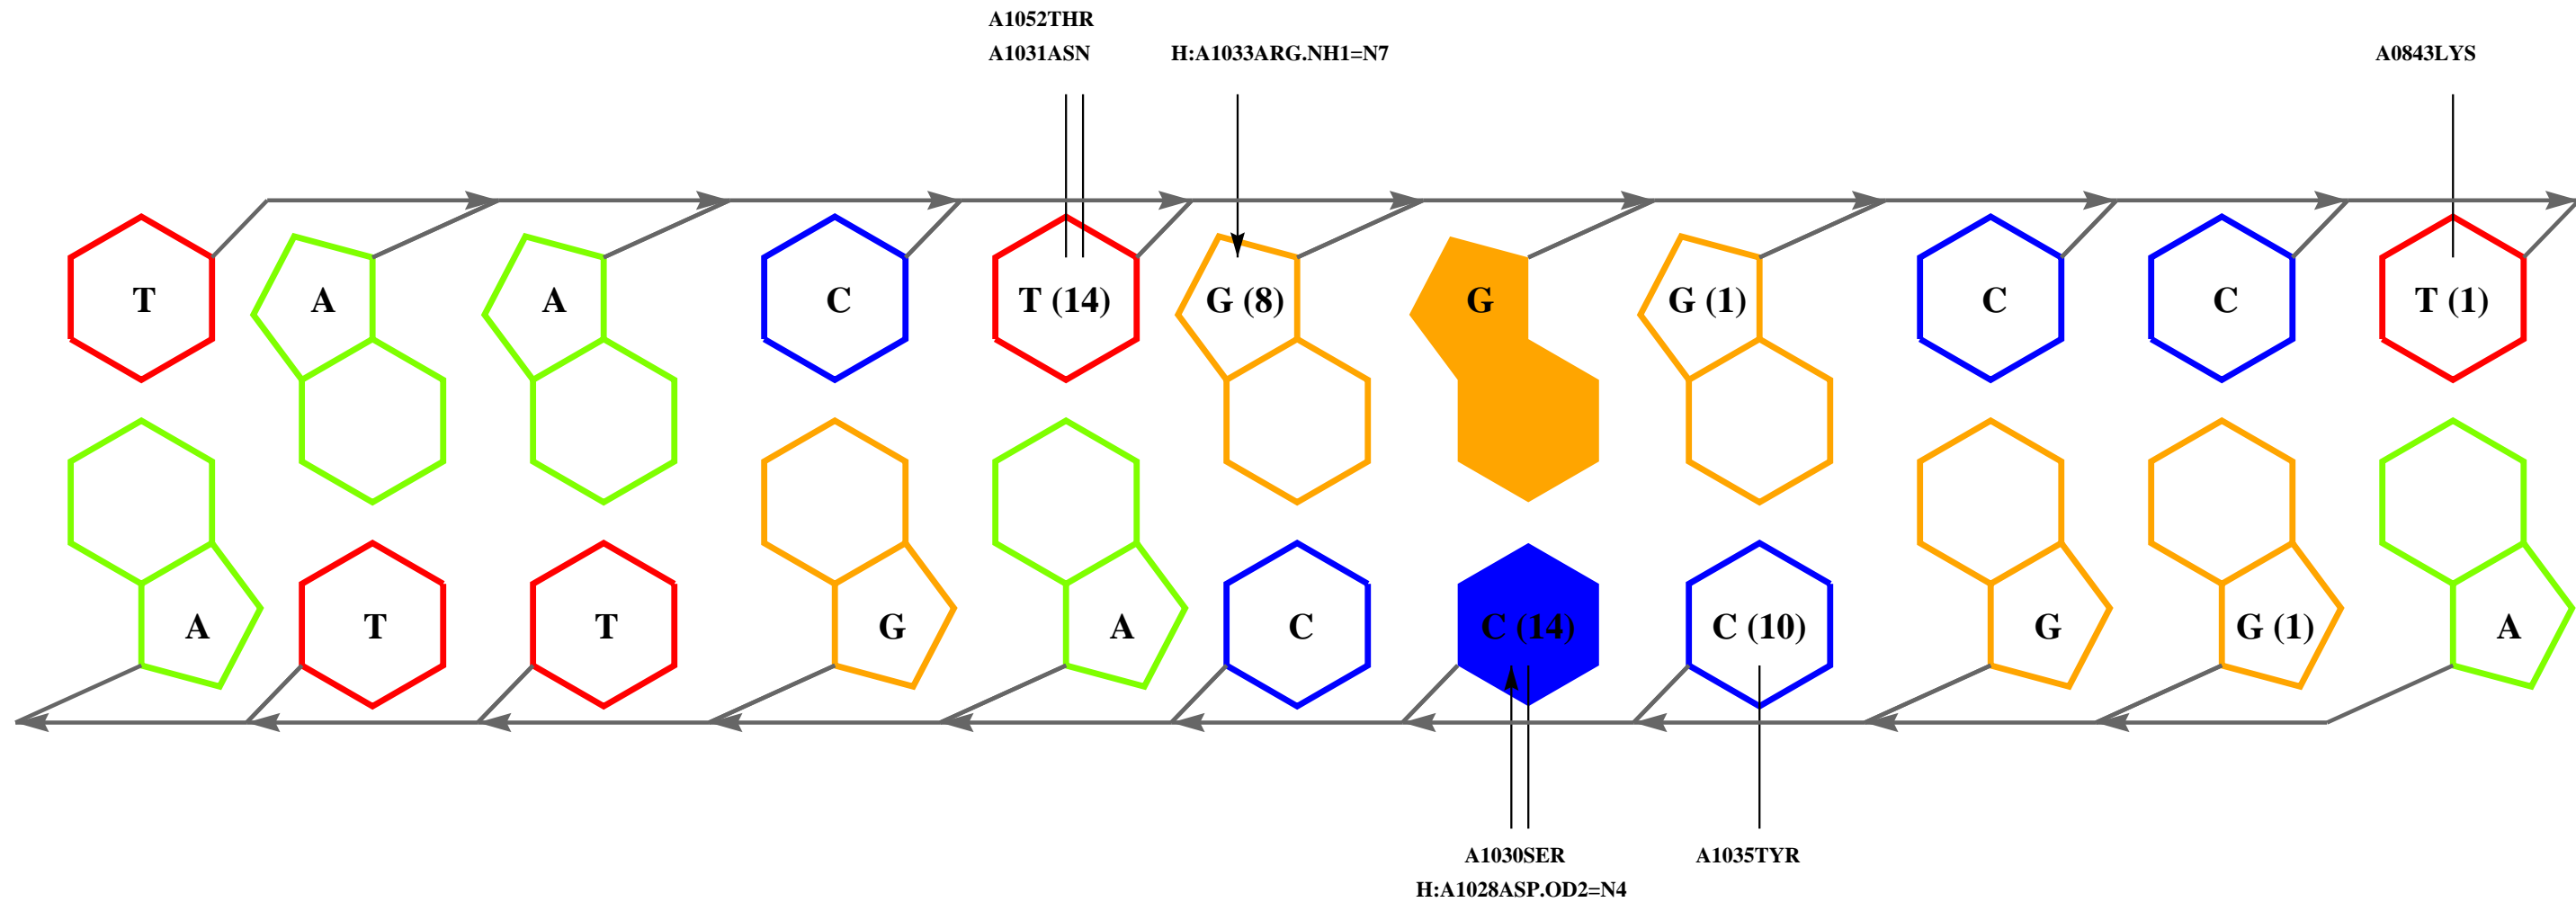 A1052THR
A1031ASN H:A1033ARG.NH1=N7 A0843LYS
T A A C T (14) G (8) G G (1) C C T (1)
A T T G A C C (14) C (10) G G (1) A
A1030SER A1035TYR
H:A1028ASP.OD2=N4